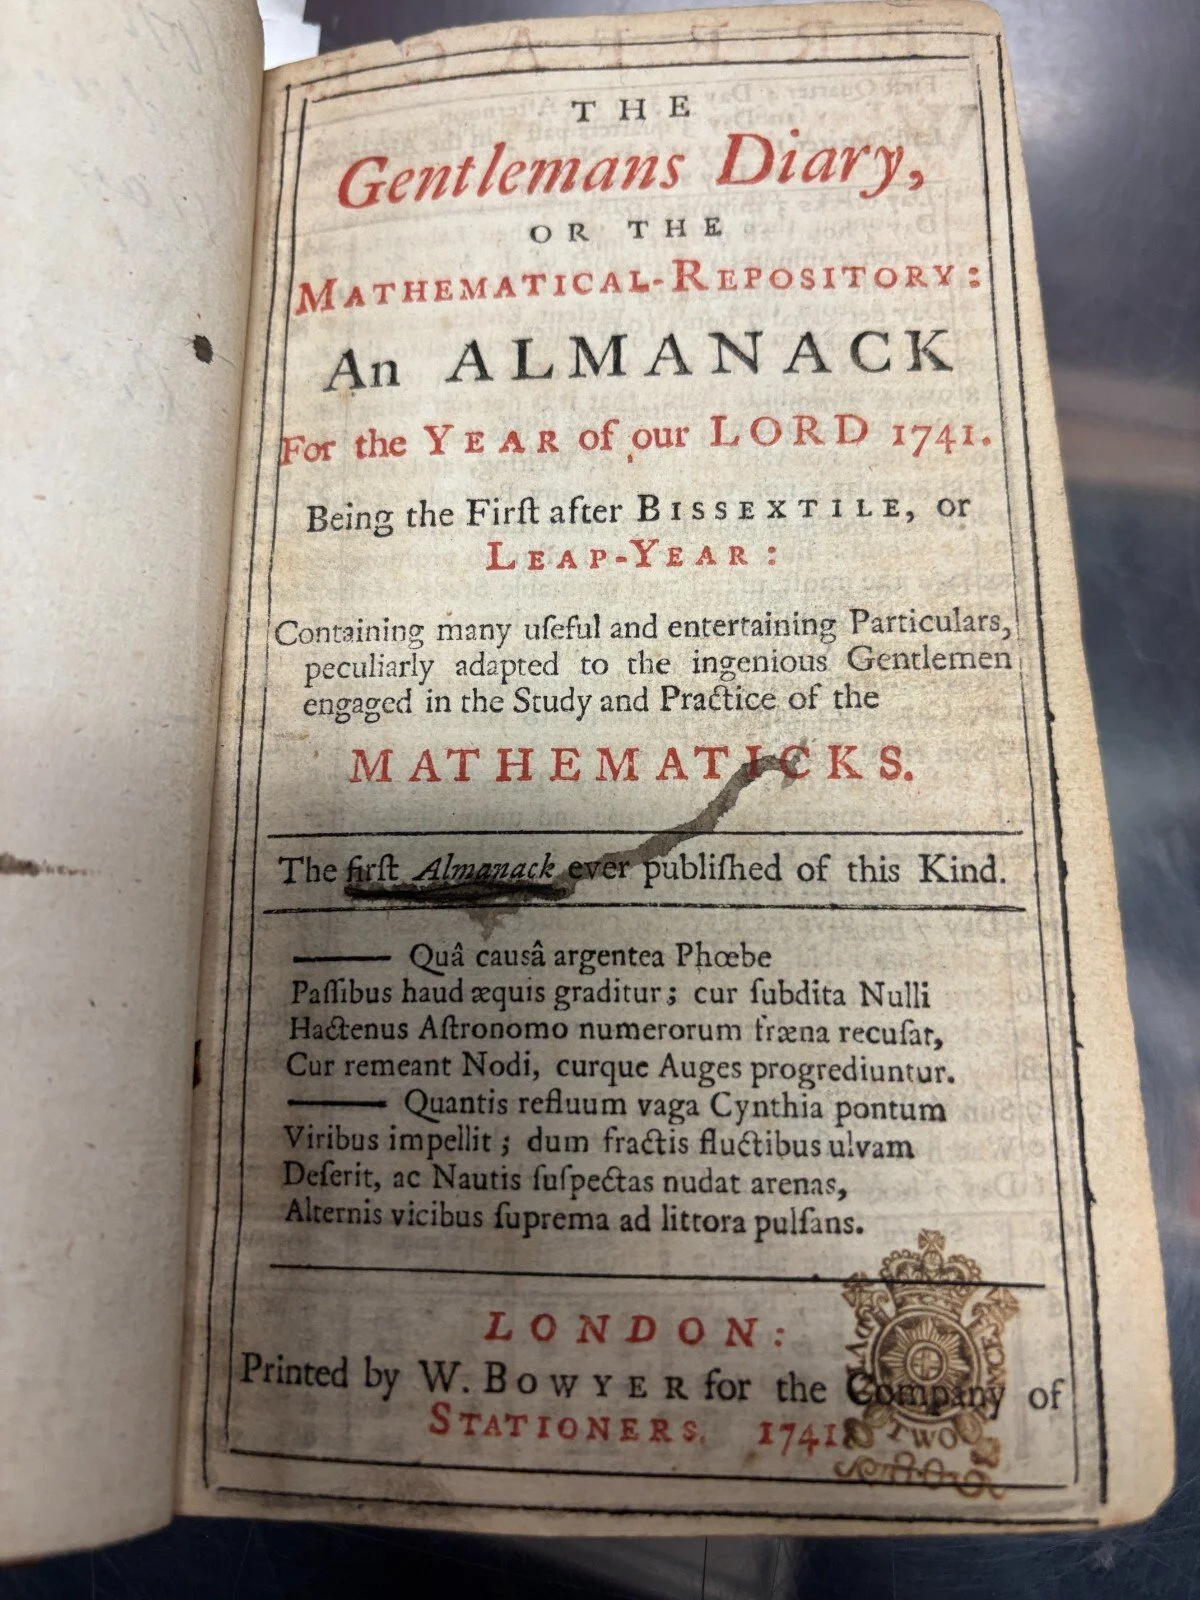 THE
Gentlemans Diary,
OR THE
MATHEMATICAL-REPOSITORY:
An ALMANACK
For the YEAR of our LORD 1741.
Being the Firſt after BISSEXTILE, or
LEAP-YEAR:
Containing many uſeful and entertaining Particulars,
peculiarly adapted to the ingenious Gentlemen
engaged in the Study and Practice of the
MATHEMATICKS.
The firſt Almanack ever publiſhed of this Kind.
—— Quâ causâ argentea Phœbe
Paſſibus haud æquis graditur; cur ſubdita Nulli
Hactenus Aſtronomo numerorum fræna recuſat,
Cur remeant Nodi, curque Auges progrediuntur.
—— Quantis refluum vaga Cynthia pontum
Viribus impellit; dum fractis fluctibus ulvam
Deſerit, ac Nautis ſuſpectas nudat arenas,
Alternis vicibus ſuprema ad littora pulſans.
LONDON:
Printed by W. BOWYER for the Company of
STATIONERS. 1741
TWO